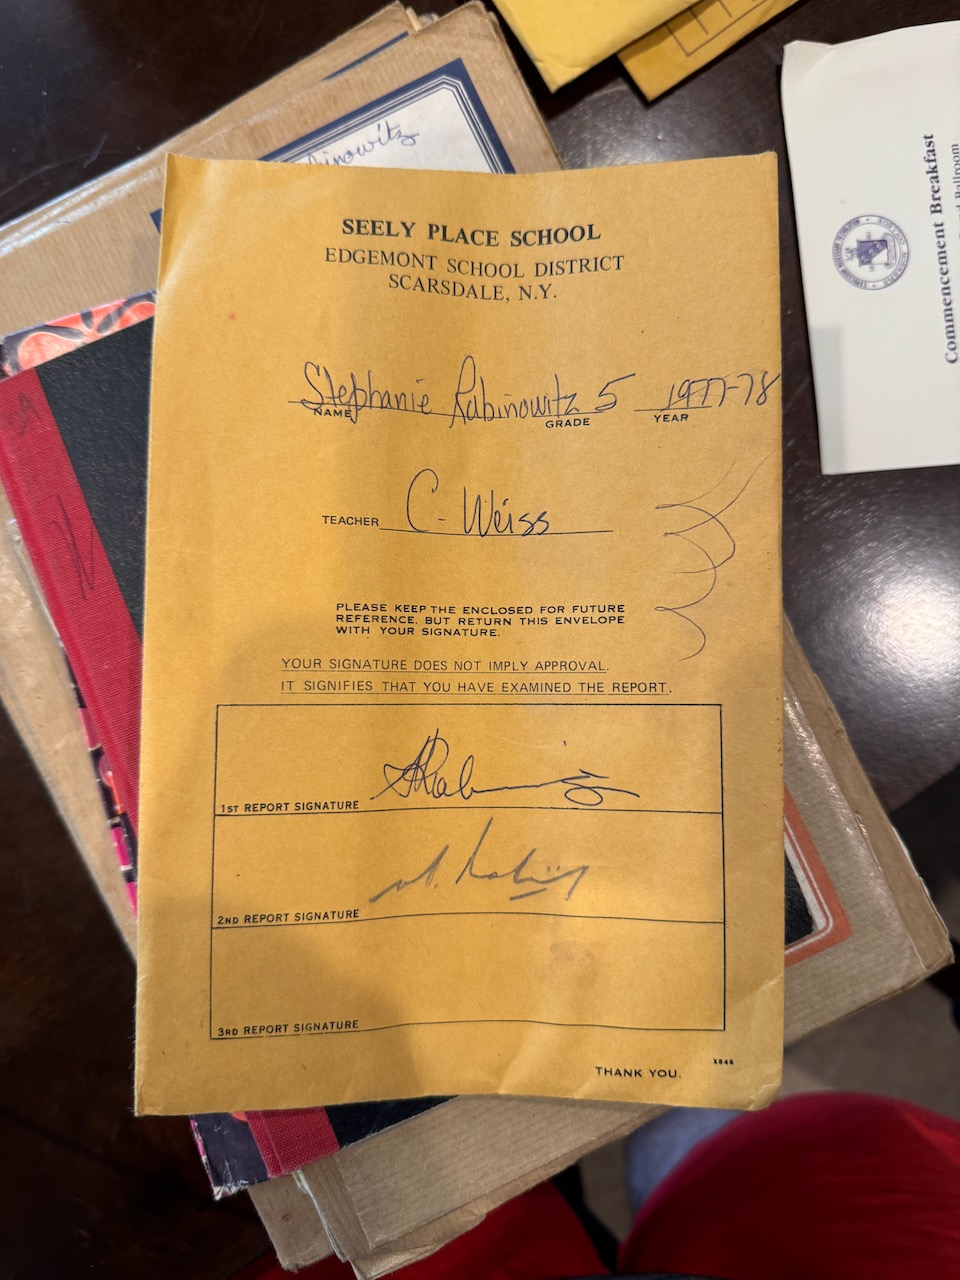 SEELY PLACE SCHOOL
EDGEMONT SCHOOL DISTRICT
SCARSDALE, N.Y.
Stephanie Rabinowitz 5 1977-78
NAME GRADE YEAR
TEACHER C. Weiss
PLEASE KEEP THE ENCLOSED FOR FUTURE
REFERENCE, BUT RETURN THIS ENVELOPE
WITH YOUR SIGNATURE.
YOUR SIGNATURE DOES NOT IMPLY APPROVAL.
IT SIGNIFIES THAT YOU HAVE EXAMINED THE REPORT.
1ST REPORT SIGNATURE
2ND REPORT SIGNATURE
3RD REPORT SIGNATURE
THANK YOU.
Commencement Breakfast
Ballroom